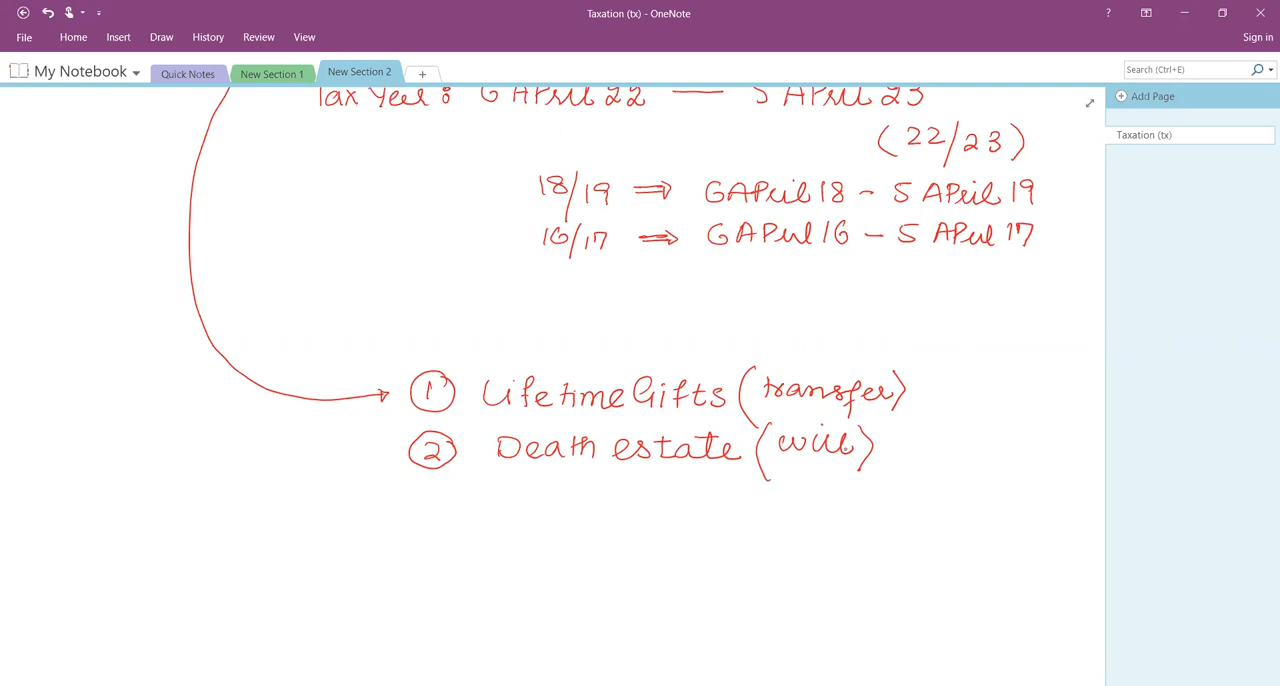 Taxation (tx) - OneNote
?
File Home Insert Draw History Review View
Sign in
My Notebook
Quick Notes
New Section 1
New Section 2
+
Search (Ctrl+E)
Add Page
Taxation (tx)
Tax Year: 6 April 22 — 5 April 23
(22/23)
18/19 ⇒ 6 April 18 - 5 April 19
16/17 ⇒ 6 April 16 - 5 April 17
① Lifetime Gifts (transfer)
② Death estate (will)